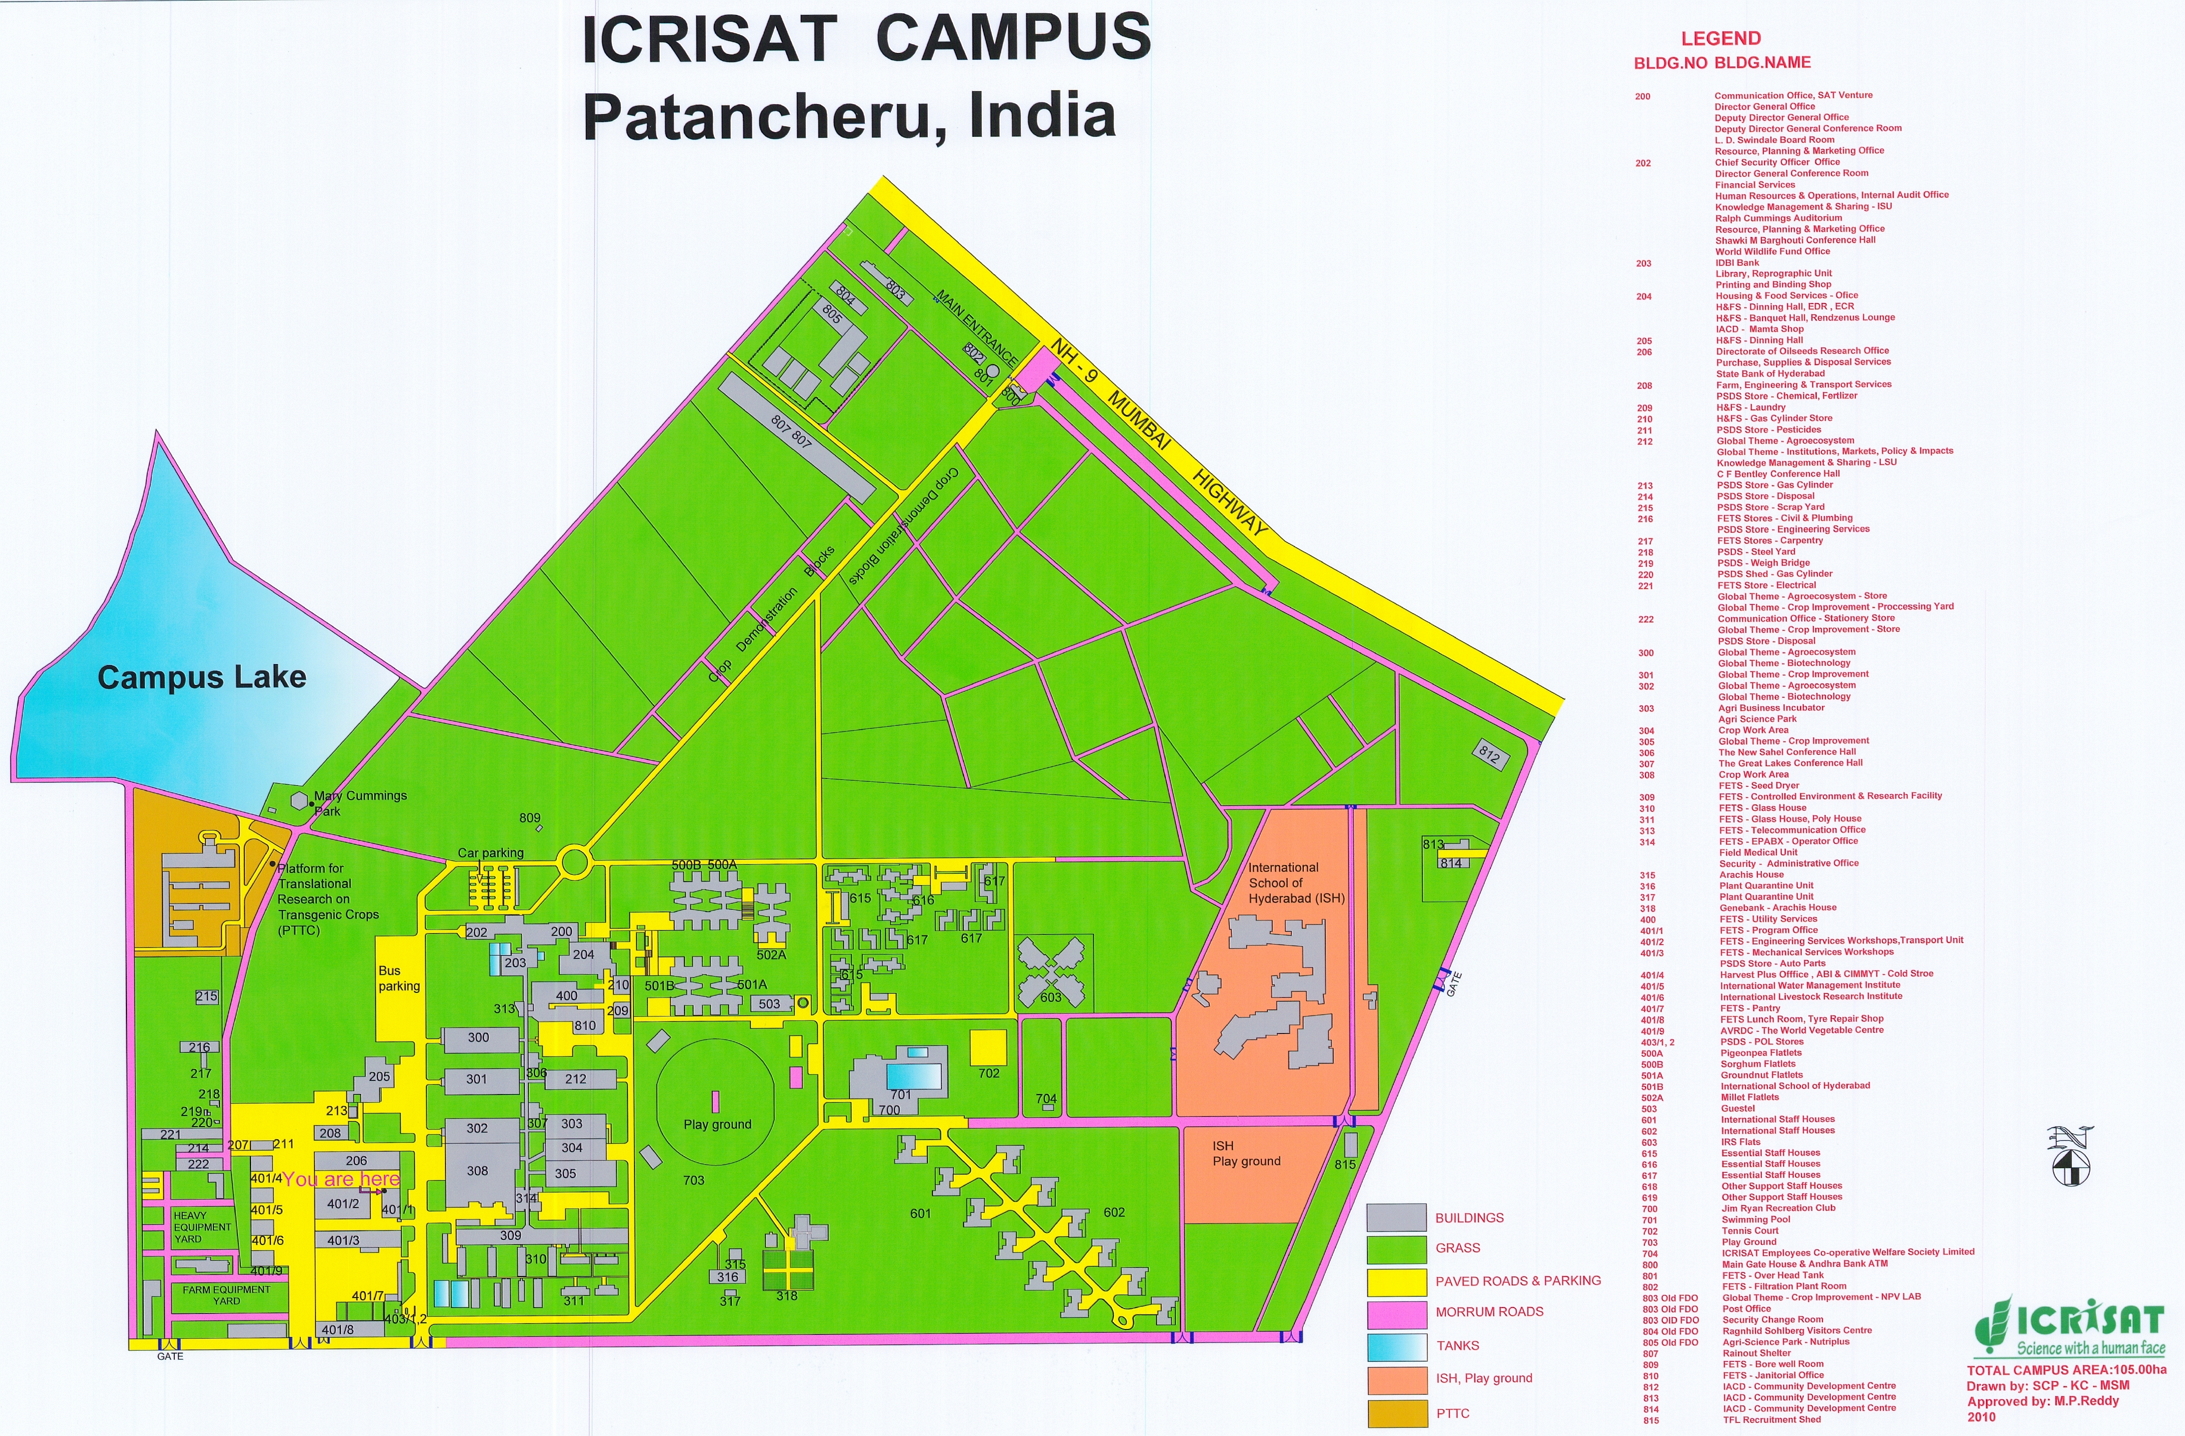 ICRISAT CAMPUS
Patancheru, India
LEGEND
BLDG.NO BLDG.NAME
200 Communication Office, SAT Venture
Director General Office
Deputy Director General Office
Deputy Director General Conference Room
L. D. Swindale Board Room
Resource, Planning & Marketing Office
202 Chief Security Officer Office
Director General Conference Room
Financial Services
Human Resources & Operations, Internal Audit Office
Knowledge Management & Sharing - ISU
Ralph Cummings Auditorium
Resource, Planning & Marketing Office
Shawki M Barghouti Conference Hall
World Wildlife Fund Office
203 IDBI Bank
Library, Reprographic Unit
Printing and Binding Shop
204 Housing & Food Services - Ofice
H&FS - Dinning Hall, EDR , ECR
H&FS - Banquet Hall, Rendzenus Lounge
IACD - Mamta Shop
205 H&FS - Dinning Hall
206 Directorate of Oilseeds Research Office
Purchase, Supplies & Disposal Services
State Bank of Hyderabad
208 Farm, Engineering & Transport Services
PSDS Store - Chemical, Fertlizer
209 H&FS - Laundry
210 H&FS - Gas Cylinder Store
211 PSDS Store - Pesticides
212 Global Theme - Agroecosystem
Global Theme - Institutions, Markets, Policy & Impacts
Knowledge Management & Sharing - LSU
C F Bentley Conference Hall
213 PSDS Store - Gas Cylinder
214 PSDS Store - Disposal
215 PSDS Store - Scrap Yard
216 FETS Stores - Civil & Plumbing
PSDS Store - Engineering Services
217 FETS Stores - Carpentry
218 PSDS - Steel Yard
219 PSDS - Weigh Bridge
220 PSDS Shed - Gas Cylinder
221 FETS Store - Electrical
Global Theme - Agroecosystem - Store
Global Theme - Crop Improvement - Proccessing Yard
222 Communication Office - Stationery Store
Global Theme - Crop Improvement - Store
PSDS Store - Disposal
300 Global Theme - Agroecosystem
Global Theme - Biotechnology
301 Global Theme - Crop Improvement
302 Global Theme - Agroecosystem
Global Theme - Biotechnology
303 Agri Business Incubator
Agri Science Park
304 Crop Work Area
305 Global Theme - Crop Improvement
306 The New Sahel Conference Hall
307 The Great Lakes Conference Hall
308 Crop Work Area
FETS - Seed Dryer
309 FETS - Controlled Environment & Research Facility
310 FETS - Glass House
311 FETS - Glass House, Poly House
313 FETS - Telecommunication Office
314 FETS - EPABX - Operator Office
Field Medical Unit
Security - Administrative Office
315 Arachis House
316 Plant Quarantine Unit
317 Plant Quarantine Unit
318 Genebank - Arachis House
400 FETS - Utility Services
401/1 FETS - Program Office
401/2 FETS - Engineering Services Workshops,Transport Unit
401/3 FETS - Mechanical Services Workshops
PSDS Store - Auto Parts
401/4 Harvest Plus Offfice , ABI & CIMMYT - Cold Stroe
401/5 International Water Management Institute
401/6 International Livestock Research Institute
401/7 FETS - Pantry
401/8 FETS Lunch Room, Tyre Repair Shop
401/9 AVRDC - The World Vegetable Centre
403/1, 2 PSDS - POL Stores
500A Pigeonpea Flatlets
500B Sorghum Flatlets
501A Groundnut Flatlets
501B International School of Hyderabad
502A Millet Flatlets
503 Guestel
601 International Staff Houses
602 International Staff Houses
603 IRS Flats
615 Essential Staff Houses
616 Essential Staff Houses
617 Essential Staff Houses
618 Other Support Staff Houses
619 Other Support Staff Houses
700 Jim Ryan Recreation Club
701 Swimming Pool
702 Tennis Court
703 Play Ground
704 ICRISAT Employees Co-operative Welfare Society Limited
800 Main Gate House & Andhra Bank ATM
801 FETS - Over Head Tank
802 FETS - Filtration Plant Room
803 Old FDO Global Theme - Crop Improvement - NPV LAB
803 Old FDO Post Office
803 OlD FDO Security Change Room
804 Old FDO Ragnhild Sohlberg Visitors Centre
805 Old FDO Agri-Science Park - Nutriplus
807 Rainout Shelter
809 FETS - Bore well Room
810 FETS - Janitorial Office
812 IACD - Community Development Centre
813 IACD - Community Development Centre
814 IACD - Community Development Centre
815 TFL Recruitment Shed
803
804
805
MAIN ENTRANCE
802
801
800
NH - 9 MUMBAI HIGHWAY
807 807
Crop Demonstration Blocks
Crop Demonstration Blocks
Campus Lake
812
Mary Cummings
Park
809
Car parking
Platform for
Translational
Research on
Transgenic Crops
(PTTC)
500B 500A
615
616
617
617
617
615
International
School of
Hyderabad (ISH)
813
814
GATE
202
200
203
204
502A
Bus
parking
501B
501A
503
603
215
400
210
209
313
810
216
217
300
306
301
212
205
702
701
700
704
218
219
220
213
221
208
207
211
214
222
302
307
303
304
305
308
Play ground
703
ISH
Play ground
815
206
You are here
401/4
401/2
401/1
401/5
314
601
602
HEAVY
EQUIPMENT
YARD
401/3
401/6
401/9
309
310
311
315
316
317
318
FARM EQUIPMENT
YARD
401/7
403/1,2
401/8
GATE
BUILDINGS
GRASS
PAVED ROADS & PARKING
MORRUM ROADS
TANKS
ISH, Play ground
PTTC
N
ICRISAT
Science with a human face
TOTAL CAMPUS AREA:105.00ha
Drawn by: SCP - KC - MSM
Approved by: M.P.Reddy
2010